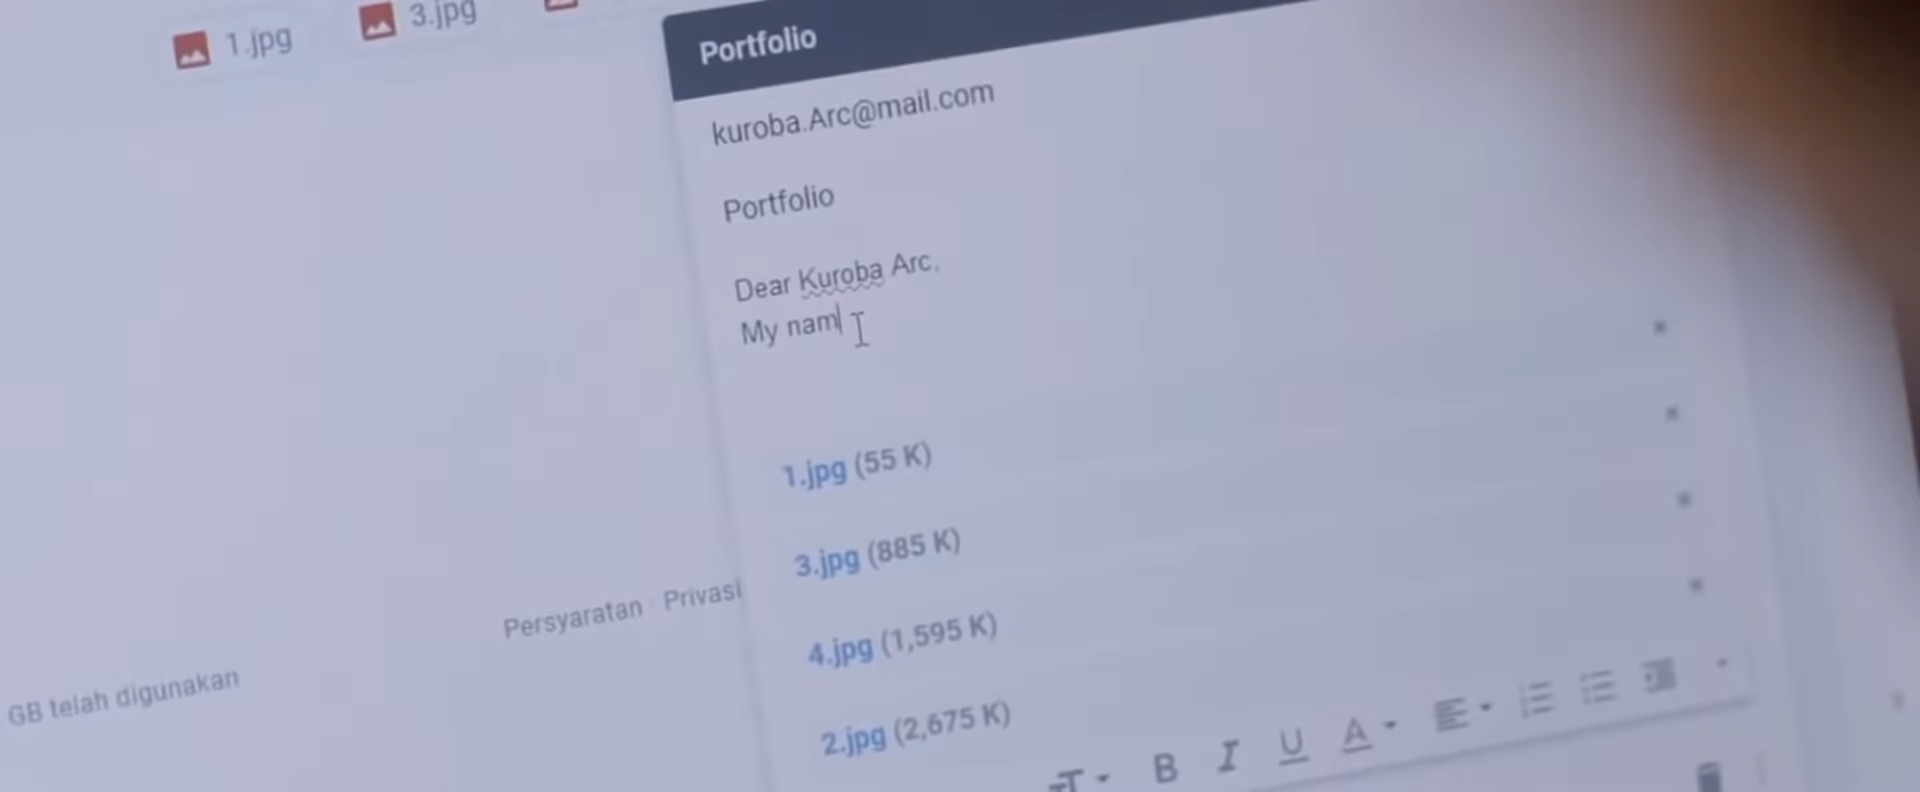 1.jpg
3.jpg
Portfolio
kuroba.Arc@mail.com
Portfolio
Dear Kuroba Arc,
My nam
1.jpg (55 K)
3.jpg (885 K)
4.jpg (1,595 K)
2.jpg (2,675 K)
Persyaratan · Privasi
GB telah digunakan
T B I U A